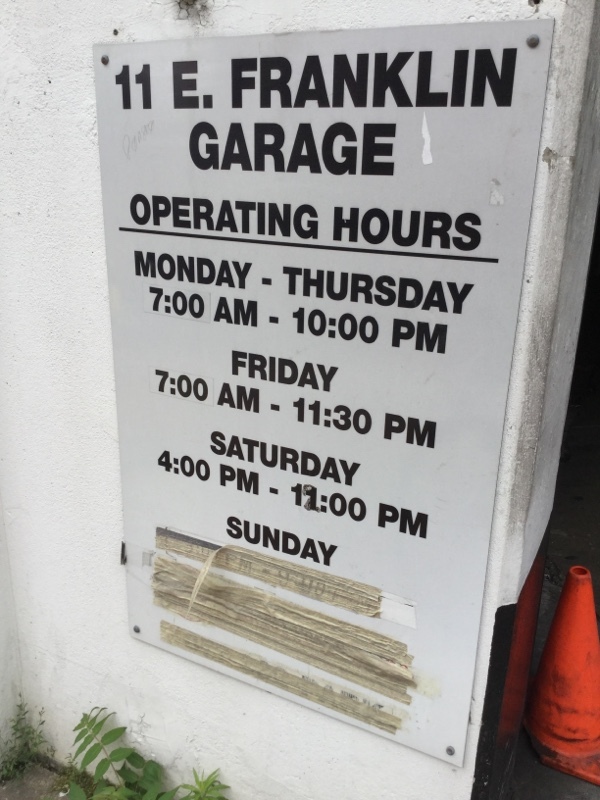 11 E. FRANKLIN
GARAGE
OPERATING HOURS
MONDAY - THURSDAY
7:00 AM - 10:00 PM
FRIDAY
7:00 AM - 11:30 PM
SATURDAY
4:00 PM - 12:00 PM
SUNDAY